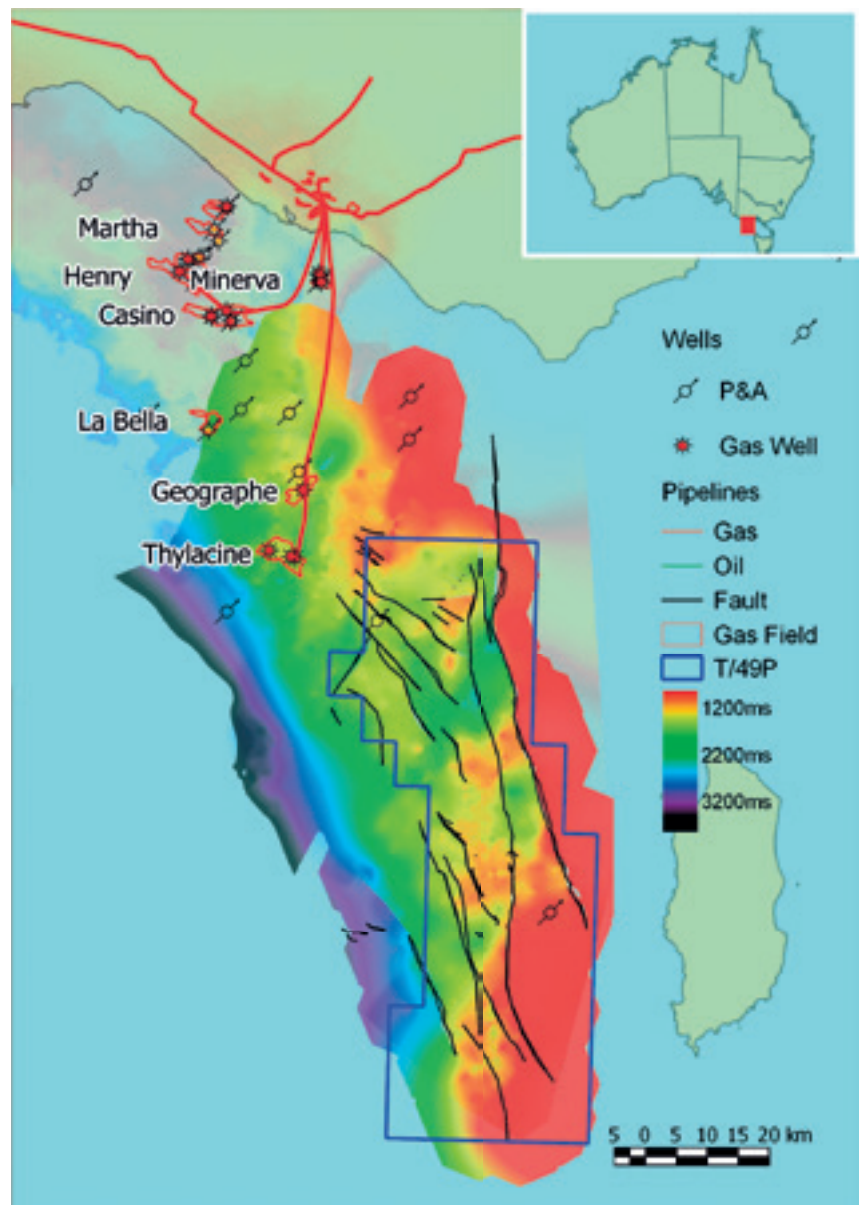 Martha
Henry
Minerva
Casino
La Bella
Geographe
Thylacine
Wells
P&A
Gas Well
Pipelines
Gas
Oil
Fault
Gas Field
T/49P
1200ms
2200ms
3200ms
5 0 5 10 15 20 km